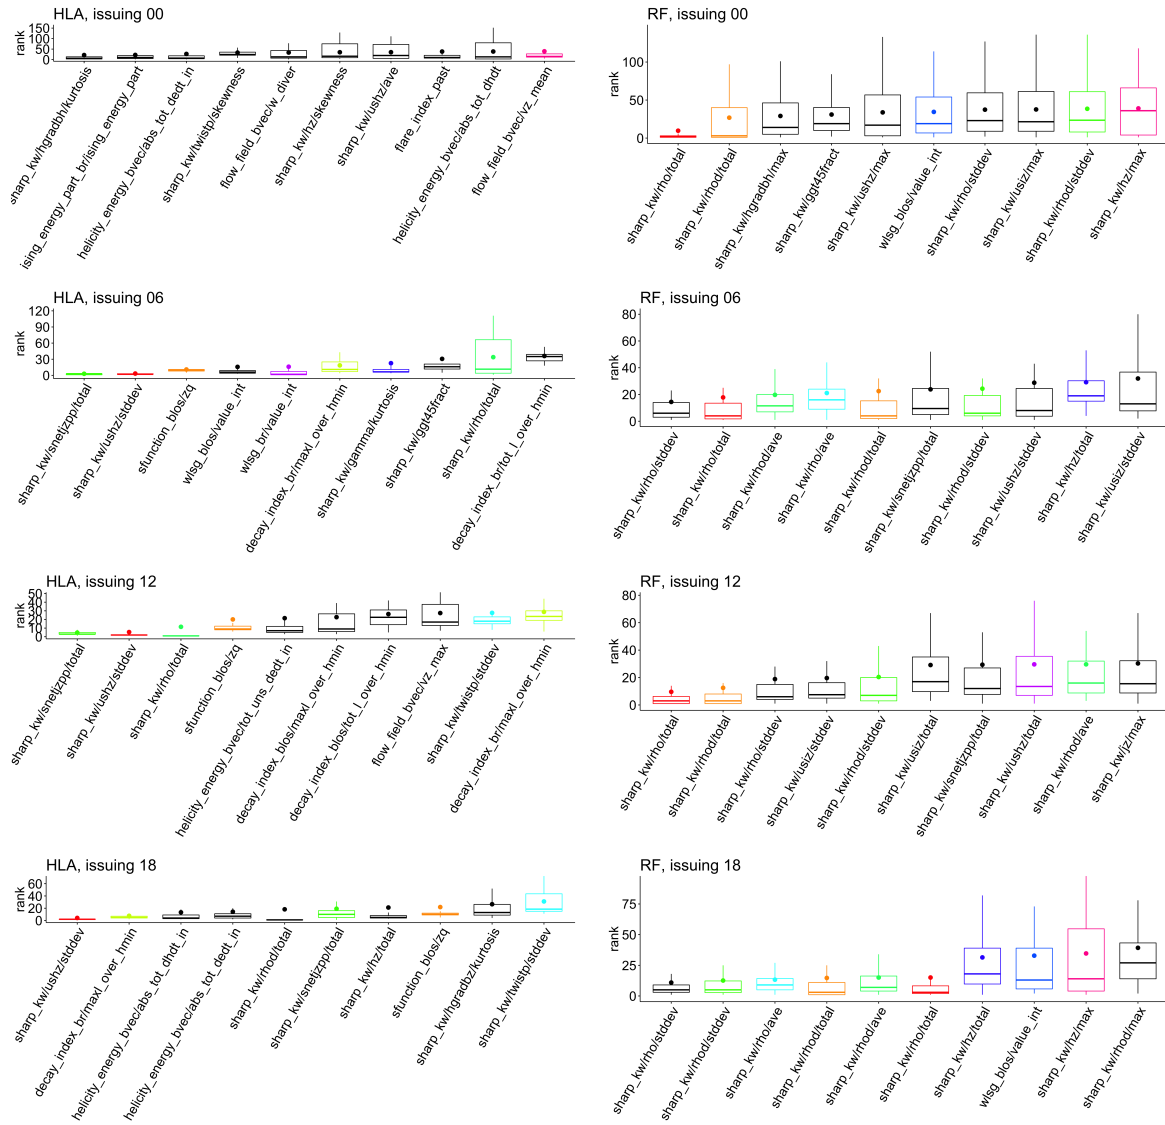 HLA, issuing 00
rank
150
100
50
0
sharp_kw/hgradbh/kurtosis
ising_energy_part_br/ising_energy_part
helicity_energy_bvec/abs_tot_dedt_in
sharp_kw/twistp/skewness
flow_field_bvec/w_diver
sharp_kw/hz/skewness
sharp_kw/ushz/ave
flare_index_past
helicity_energy_bvec/abs_tot_dhdt
flow_field_bvec/vz_mean
RF, issuing 00
rank
100
50
0
sharp_kw/rho/total
sharp_kw/rhod/total
sharp_kw/hgradbh/max
sharp_kw/ggt45fract
sharp_kw/ushz/max
wlsg_blos/value_int
sharp_kw/rho/stddev
sharp_kw/usiz/max
sharp_kw/rhod/stddev
sharp_kw/hz/max
HLA, issuing 06
rank
120
90
60
30
0
sharp_kw/snetjzpp/total
sharp_kw/ushz/stddev
sfunction_blos/zq
wlsg_blos/value_int
wlsg_br/value_int
decay_index_br/maxl_over_hmin
sharp_kw/gamma/kurtosis
sharp_kw/ggt45fract
sharp_kw/rho/total
decay_index_br/tot_l_over_hmin
RF, issuing 06
rank
80
60
40
20
0
sharp_kw/rho/stddev
sharp_kw/rho/total
sharp_kw/rhod/ave
sharp_kw/rho/ave
sharp_kw/rhod/total
sharp_kw/snetjzpp/total
sharp_kw/rhod/stddev
sharp_kw/ushz/stddev
sharp_kw/hz/total
sharp_kw/usiz/stddev
HLA, issuing 12
rank
50
40
30
20
10
0
sharp_kw/snetjzpp/total
sharp_kw/ushz/stddev
sharp_kw/rho/total
sfunction_blos/zq
helicity_energy_bvec/tot_uns_dedt_in
decay_index_blos/maxl_over_hmin
decay_index_blos/tot_l_over_hmin
flow_field_bvec/vz_max
sharp_kw/twistp/stddev
decay_index_br/maxl_over_hmin
RF, issuing 12
rank
80
60
40
20
0
sharp_kw/rho/total
sharp_kw/rhod/total
sharp_kw/rho/stddev
sharp_kw/usiz/stddev
sharp_kw/rhod/stddev
sharp_kw/usiz/total
sharp_kw/snetjzpp/total
sharp_kw/ushz/total
sharp_kw/rhod/ave
sharp_kw/jz/max
HLA, issuing 18
rank
60
40
20
0
sharp_kw/ushz/stddev
decay_index_br/maxl_over_hmin
helicity_energy_bvec/abs_tot_dhdt_in
helicity_energy_bvec/abs_tot_dedt_in
sharp_kw/rhod/total
sharp_kw/snetjzpp/total
sharp_kw/hz/total
sfunction_blos/zq
sharp_kw/hgradbz/kurtosis
sharp_kw/twistp/stddev
RF, issuing 18
rank
75
50
25
0
sharp_kw/rho/stddev
sharp_kw/rhod/stddev
sharp_kw/rho/ave
sharp_kw/rhod/total
sharp_kw/rhod/ave
sharp_kw/rho/total
sharp_kw/hz/total
wlsg_blos/value_int
sharp_kw/hz/max
sharp_kw/rhod/max